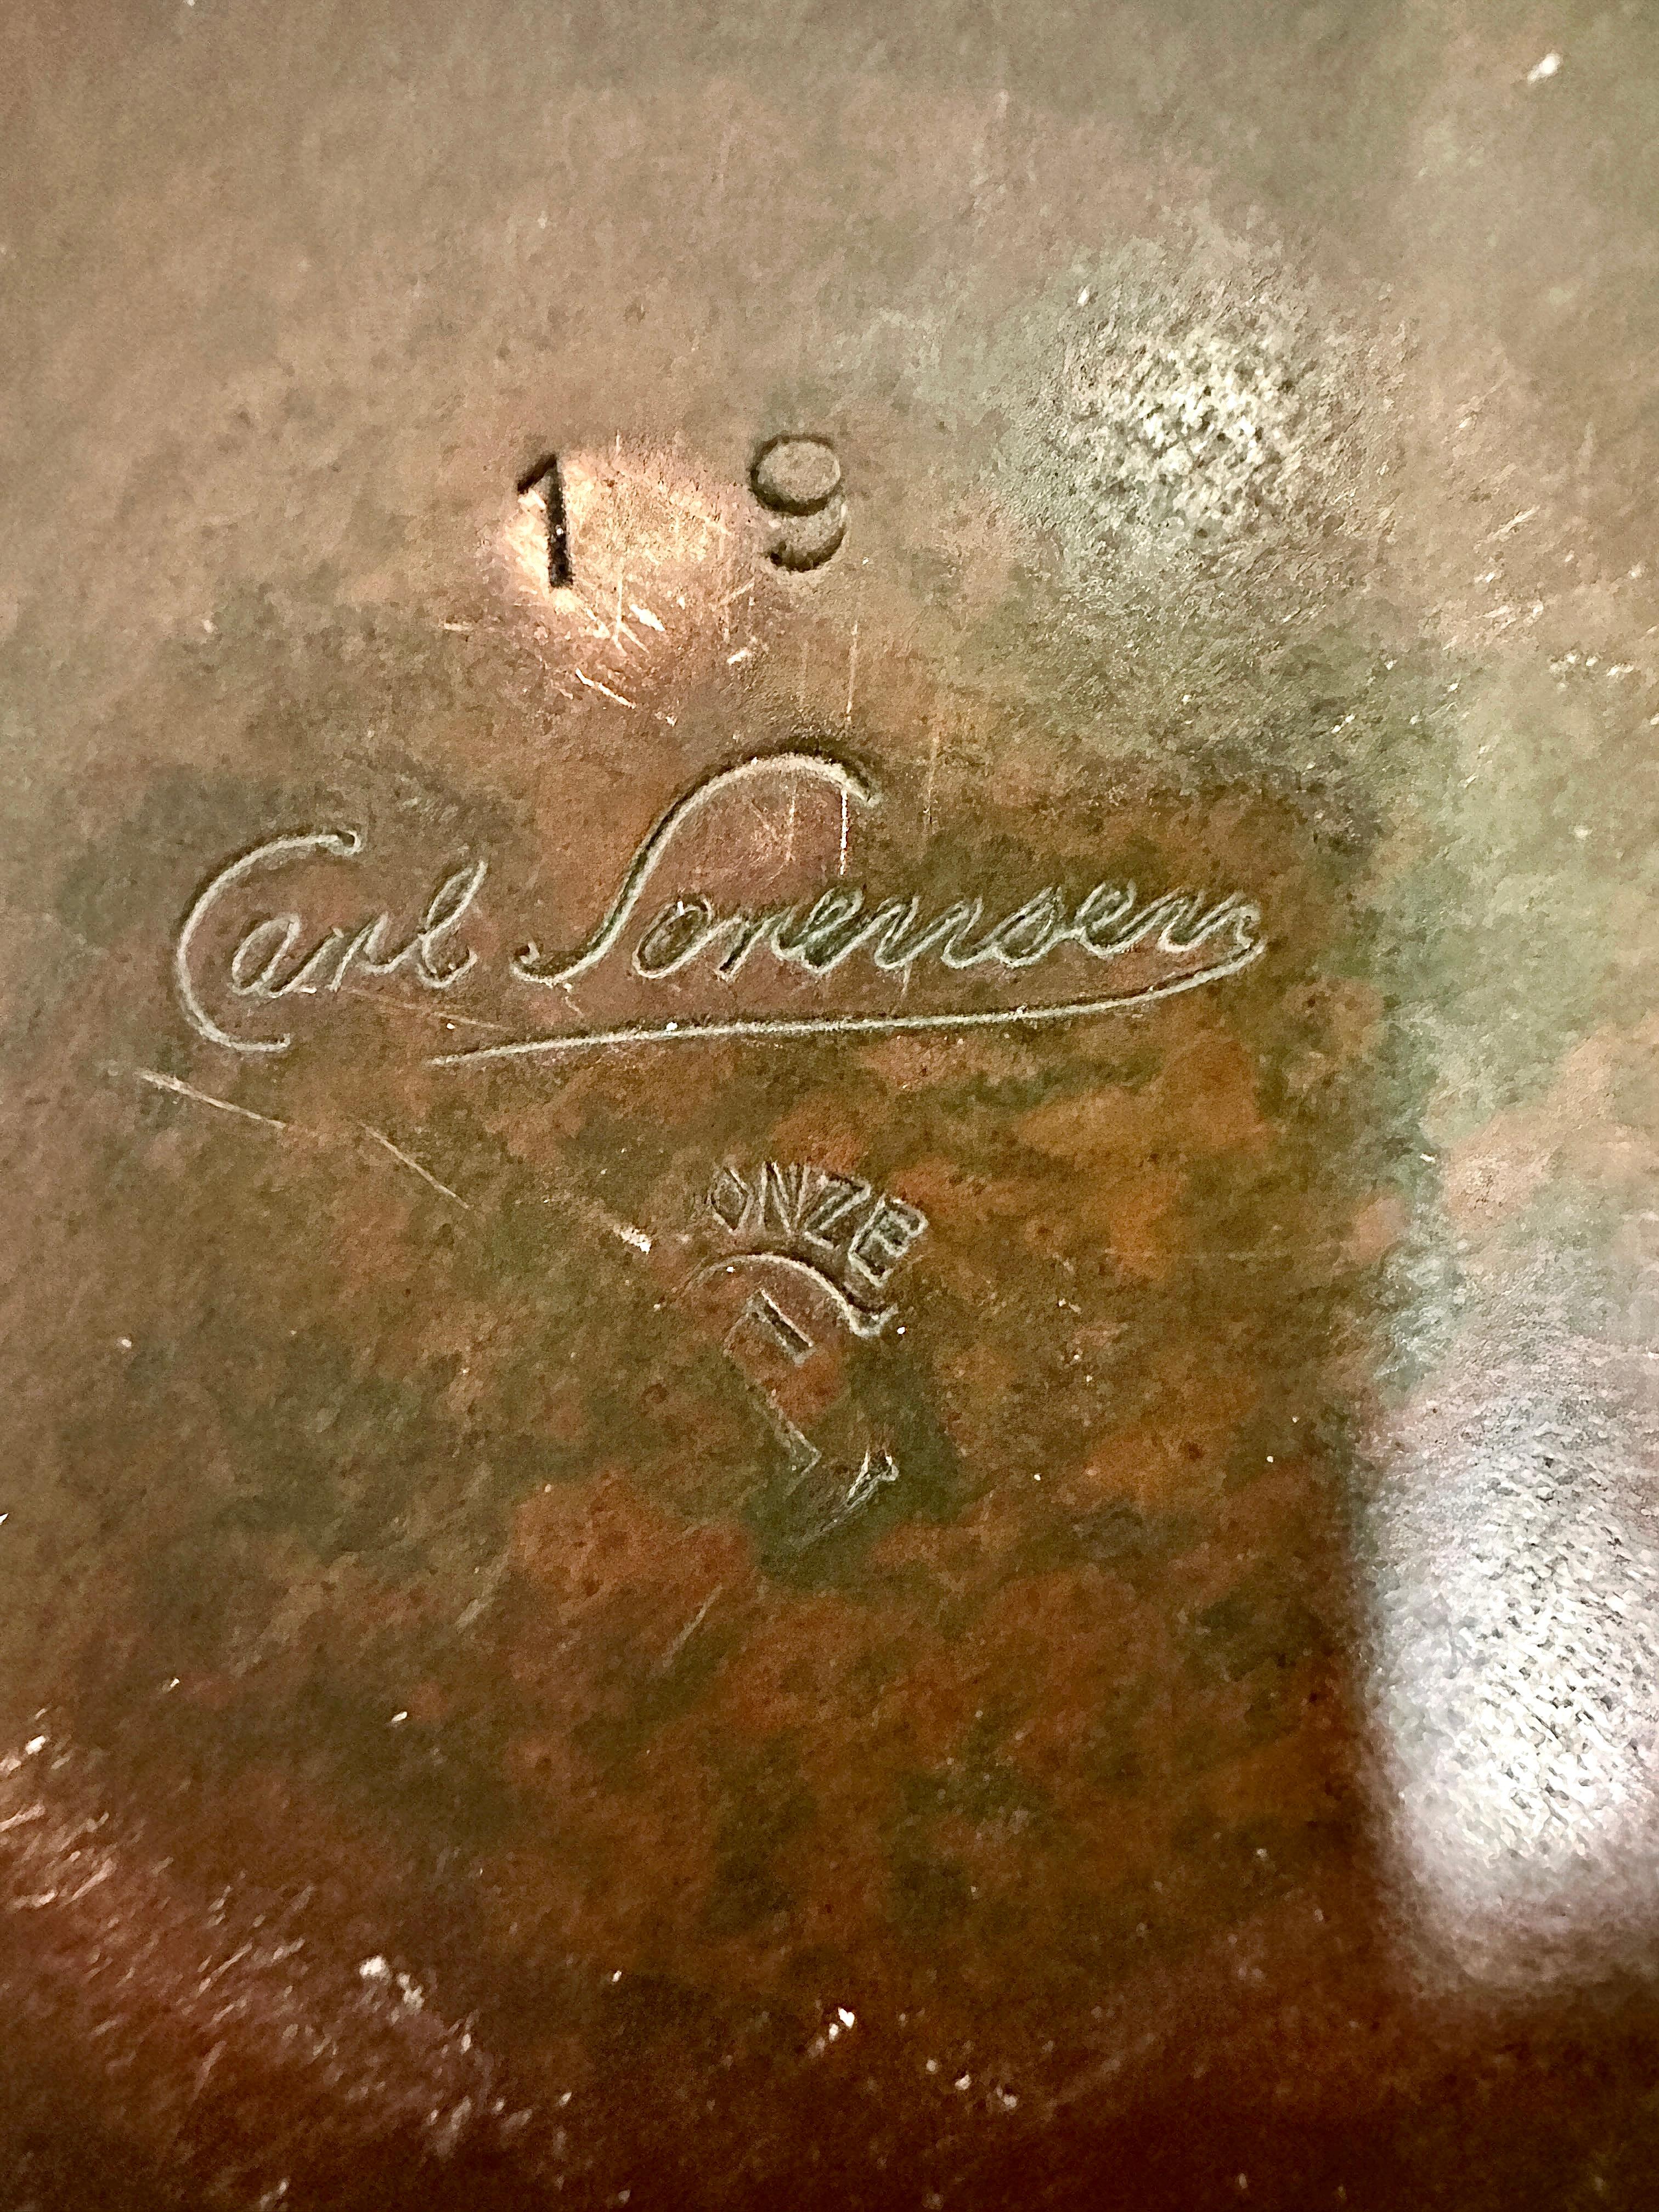 1 9
Carl Sorensen
ONZE